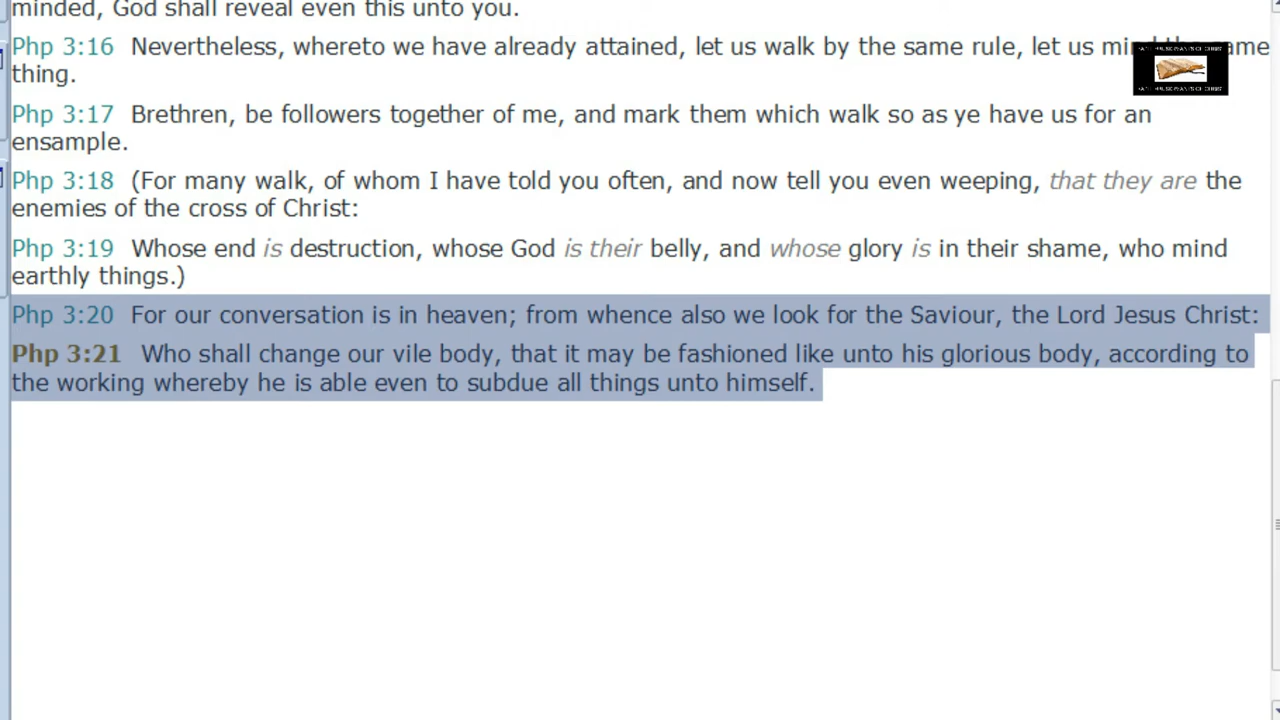 minded, God shall reveal even this unto you.
Php 3:16 Nevertheless, whereto we have already attained, let us walk by the same rule, let us mind the same
thing.
Php 3:17 Brethren, be followers together of me, and mark them which walk so as ye have us for an
ensample.
Php 3:18 (For many walk, of whom I have told you often, and now tell you even weeping, that they are the
enemies of the cross of Christ:
Php 3:19 Whose end is destruction, whose God is their belly, and whose glory is in their shame, who mind
earthly things.)
Php 3:20 For our conversation is in heaven; from whence also we look for the Saviour, the Lord Jesus Christ:
Php 3:21 Who shall change our vile body, that it may be fashioned like unto his glorious body, according to
the working whereby he is able even to subdue all things unto himself.